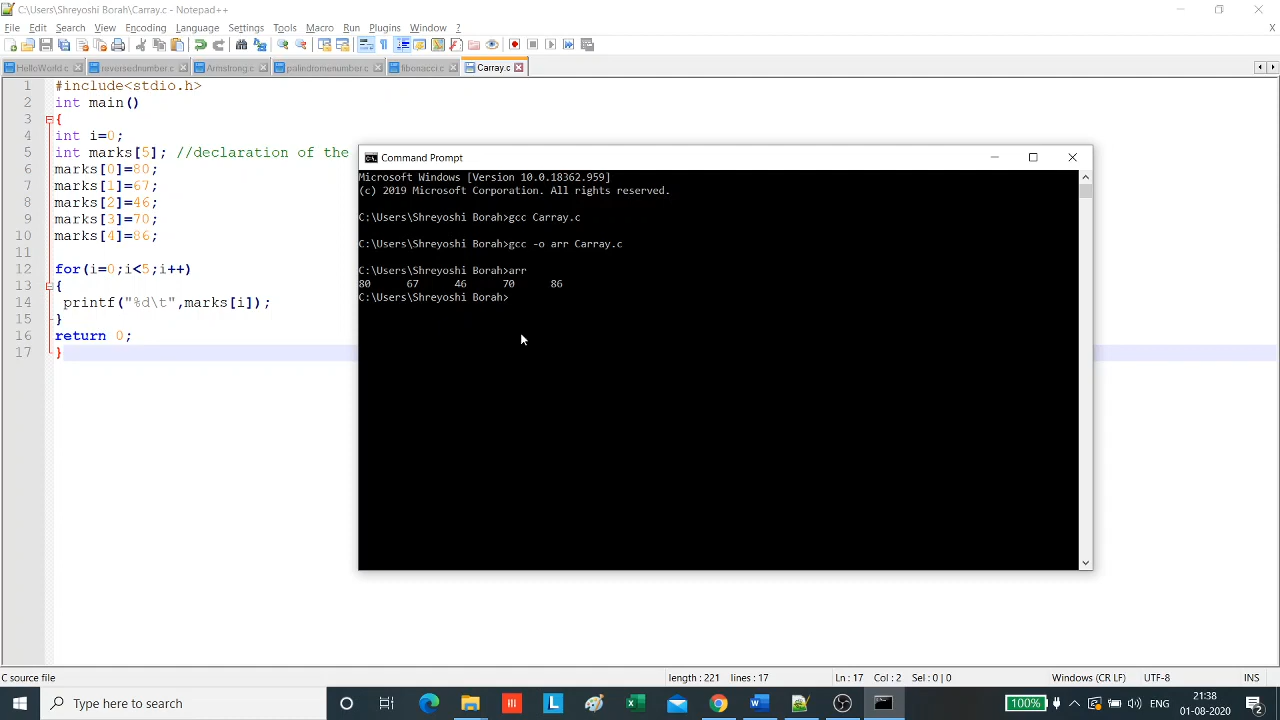 C:\Users\Shreyoshi Borah\Carray.c - Notepad++
File Edit Search View Encoding Language Settings Tools Macro Run Plugins Window ?
X
HelloWorld.c reversednumber.c Armstrong.c palindromenumber.c fibonacci.c Carray.c
1 #include<stdio.h>
2 int main()
3 {
4 int i=0;
5 int marks[5]; //declaration of the
6 marks[0]=80;
7 marks[1]=67;
8 marks[2]=46;
9 marks[3]=70;
10 marks[4]=86;
11
12 for(i=0;i<5;i++)
13 {
14 printf("%d\t",marks[i]);
15 }
16 return 0;
17 }
Command Prompt
Microsoft Windows [Version 10.0.18362.959]
(c) 2019 Microsoft Corporation. All rights reserved.
C:\Users\Shreyoshi Borah>gcc Carray.c
C:\Users\Shreyoshi Borah>gcc -o arr Carray.c
C:\Users\Shreyoshi Borah>arr
80 67 46 70 86
C:\Users\Shreyoshi Borah>
C source file length : 221 lines : 17 Ln : 17 Col : 2 Sel : 0 | 0 Windows (CR LF) UTF-8 INS
Type here to search
100% ENG
21:38
01-08-2020
2